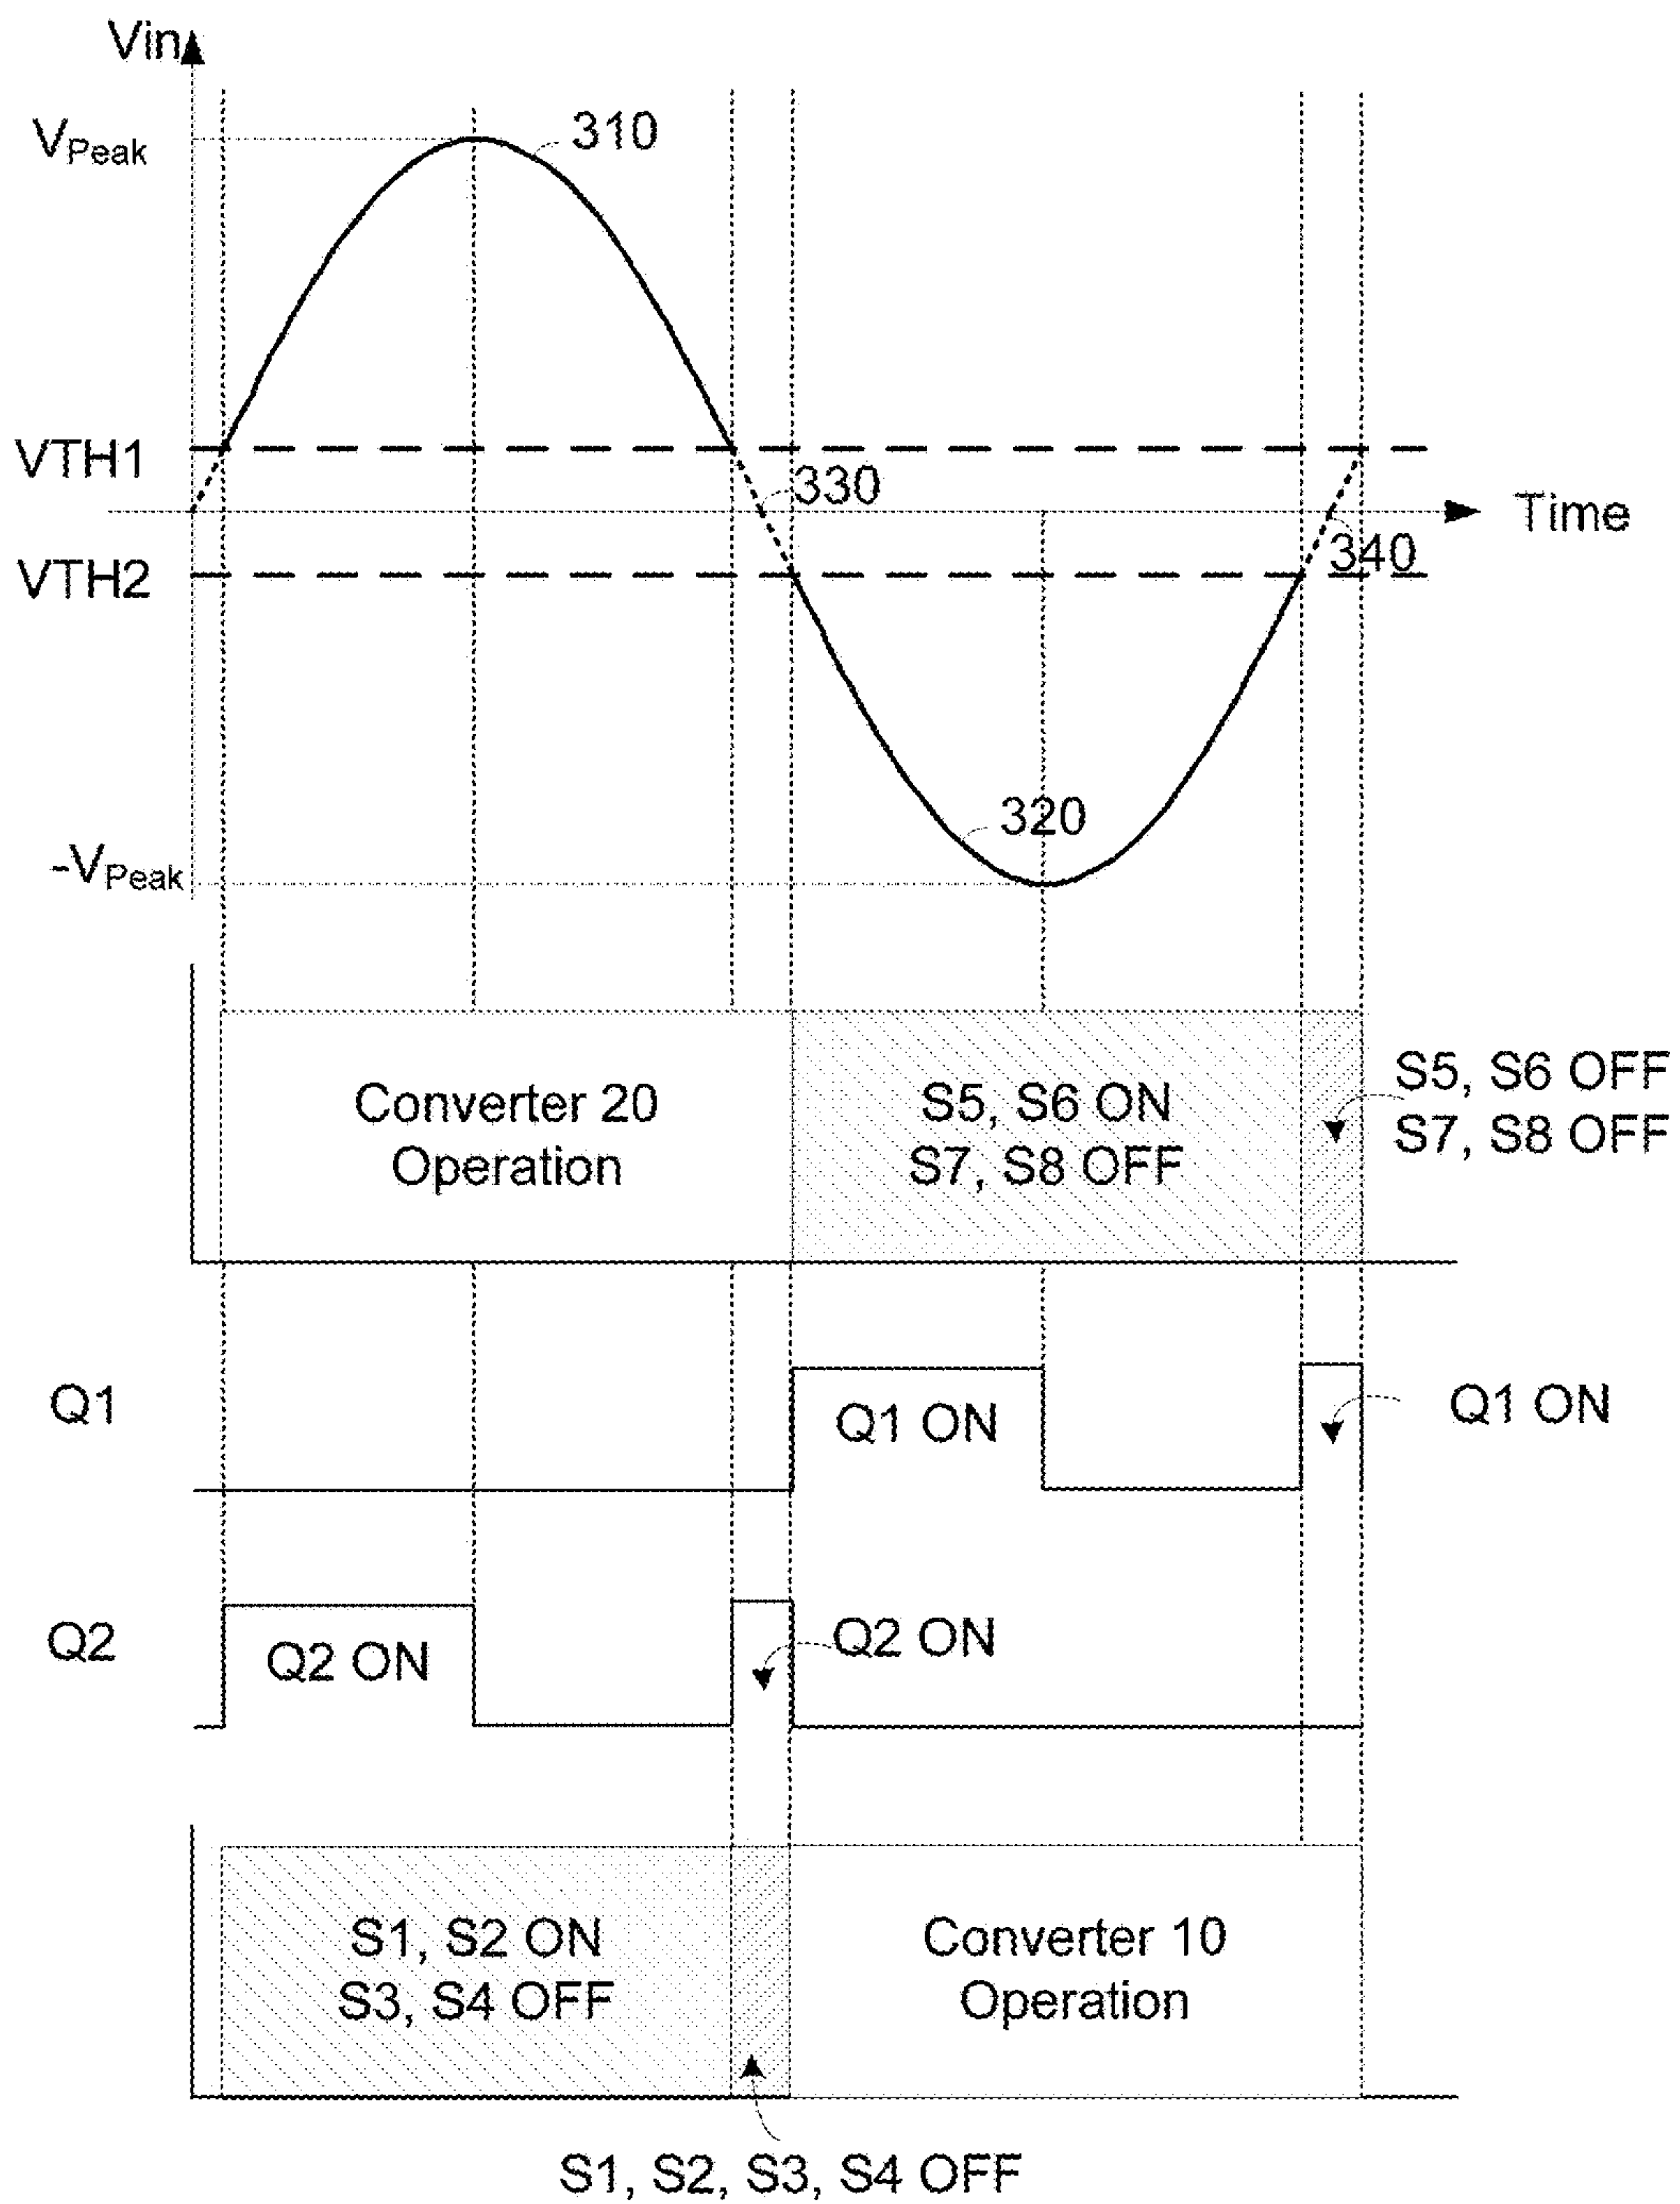 Vin
VPeak
310
VTH1
330
Time
340
VTH2
320
-VPeak
Converter 20
Operation
S5, S6 ON
S7, S8 OFF
S5, S6 OFF
S7, S8 OFF
Q1
Q1 ON
Q1 ON
Q2
Q2 ON
Q2 ON
S1, S2 ON
S3, S4 OFF
Converter 10
Operation
S1, S2, S3, S4 OFF